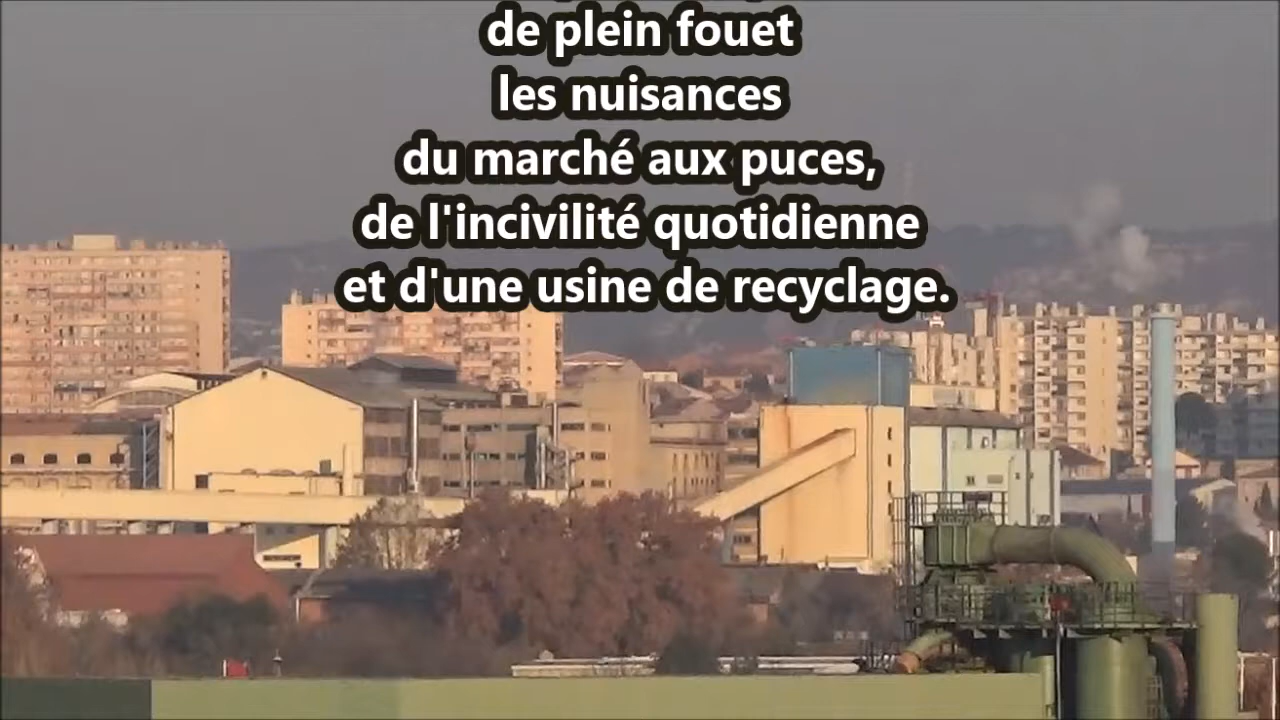 de plein fouet
les nuisances
du marché aux puces,
de l'incivilité quotidienne
et d'une usine de recyclage.